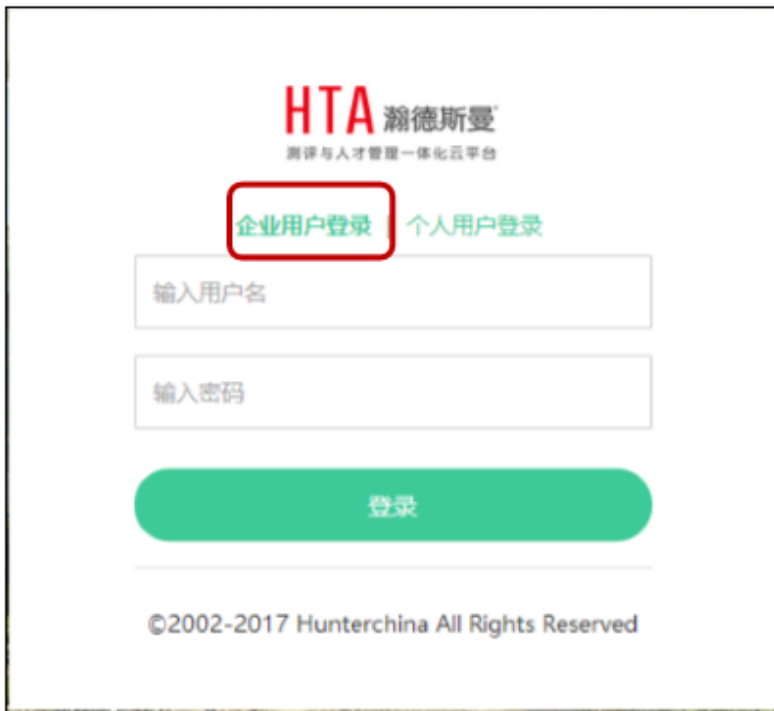 HTA 瀚德斯曼
测评与人才管理一体化云平台
企业用户登录 | 个人用户登录
输入用户名
输入密码
登录
©2002-2017 Hunterchina All Rights Reserved